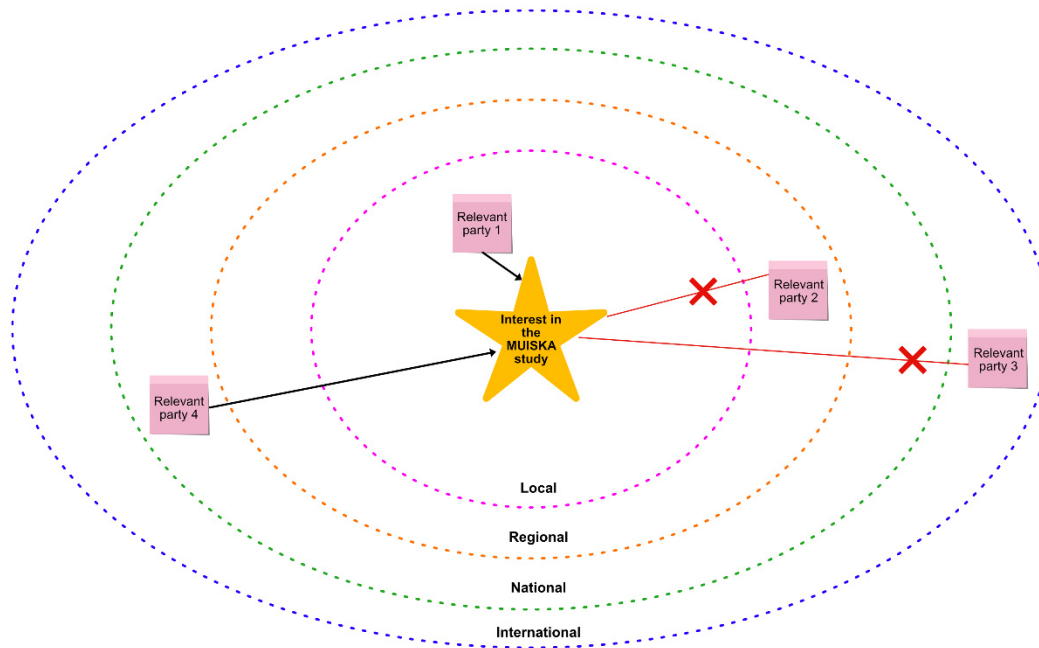 Relevant
party 1
Relevant
party 2
Interest in
the
MUISKA
study
Relevant
party 3
Relevant
party 4
Local
Regional
National
International